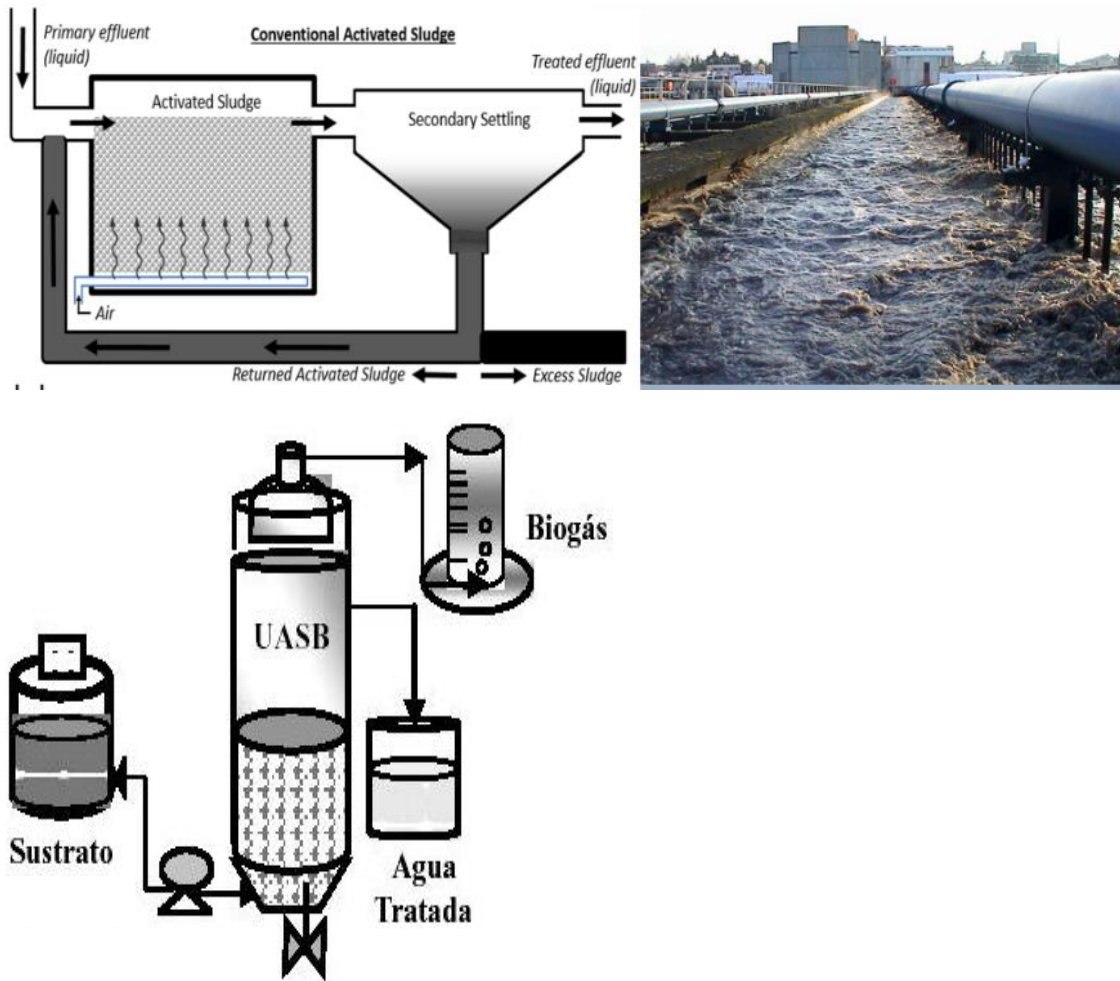 Conventional Activated Sludge
Primary effluent
(liquid)
Treated effluent
(liquid)
Activated Sludge
Secondary Settling
Air
Returned Activated Sludge
Excess Sludge
Biogás
UASB
Sustrato
Agua
Tratada